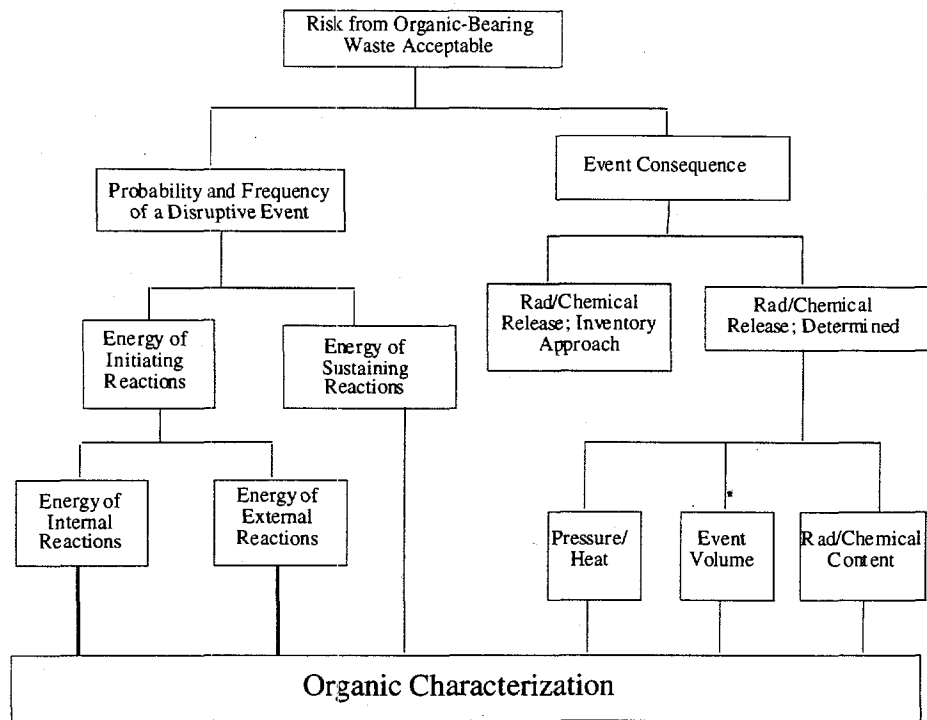 Risk from Organic-Bearing
Waste Acceptable
Event Consequence
Probability and Frequency
of a Disruptive Event
Rad/Chemical
Release; Inventory
Approach
Rad/Chemical
Release; Determined
Energy of
Initiating
Reactions
Energy of
Sustaining
Reactions
Energy of
Internal
Reactions
Energy of
External
Reactions
Pressure/
Heat
Event
Volume
Rad/Chemical
Content
Organic Characterization